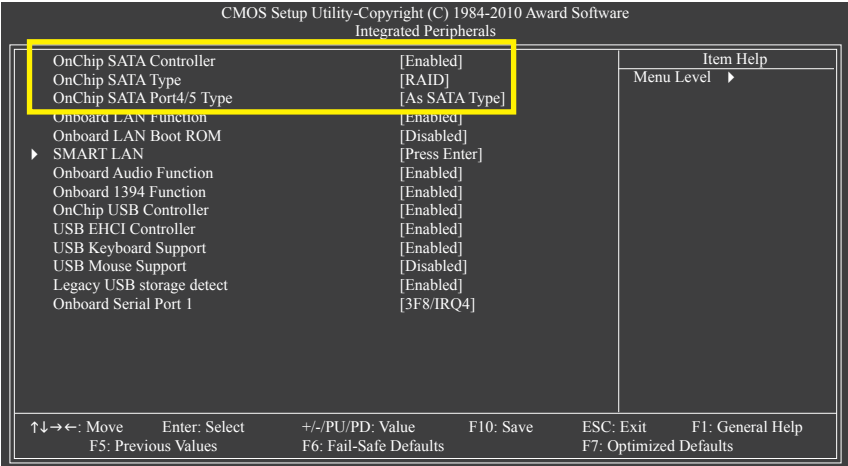 CMOS Setup Utility-Copyright (C) 1984-2010 Award Software
Integrated Peripherals
OnChip SATA Controller [Enabled]
OnChip SATA Type [RAID]
OnChip SATA Port4/5 Type [As SATA Type]
Onboard LAN Function [Enabled]
Onboard LAN Boot ROM [Disabled]
SMART LAN [Press Enter]
Onboard Audio Function [Enabled]
Onboard 1394 Function [Enabled]
OnChip USB Controller [Enabled]
USB EHCI Controller [Enabled]
USB Keyboard Support [Enabled]
USB Mouse Support [Disabled]
Legacy USB storage detect [Enabled]
Onboard Serial Port 1 [3F8/IRQ4]
Item Help
Menu Level
↑↓→←: Move Enter: Select +/-/PU/PD: Value F10: Save ESC: Exit F1: General Help
F5: Previous Values F6: Fail-Safe Defaults F7: Optimized Defaults